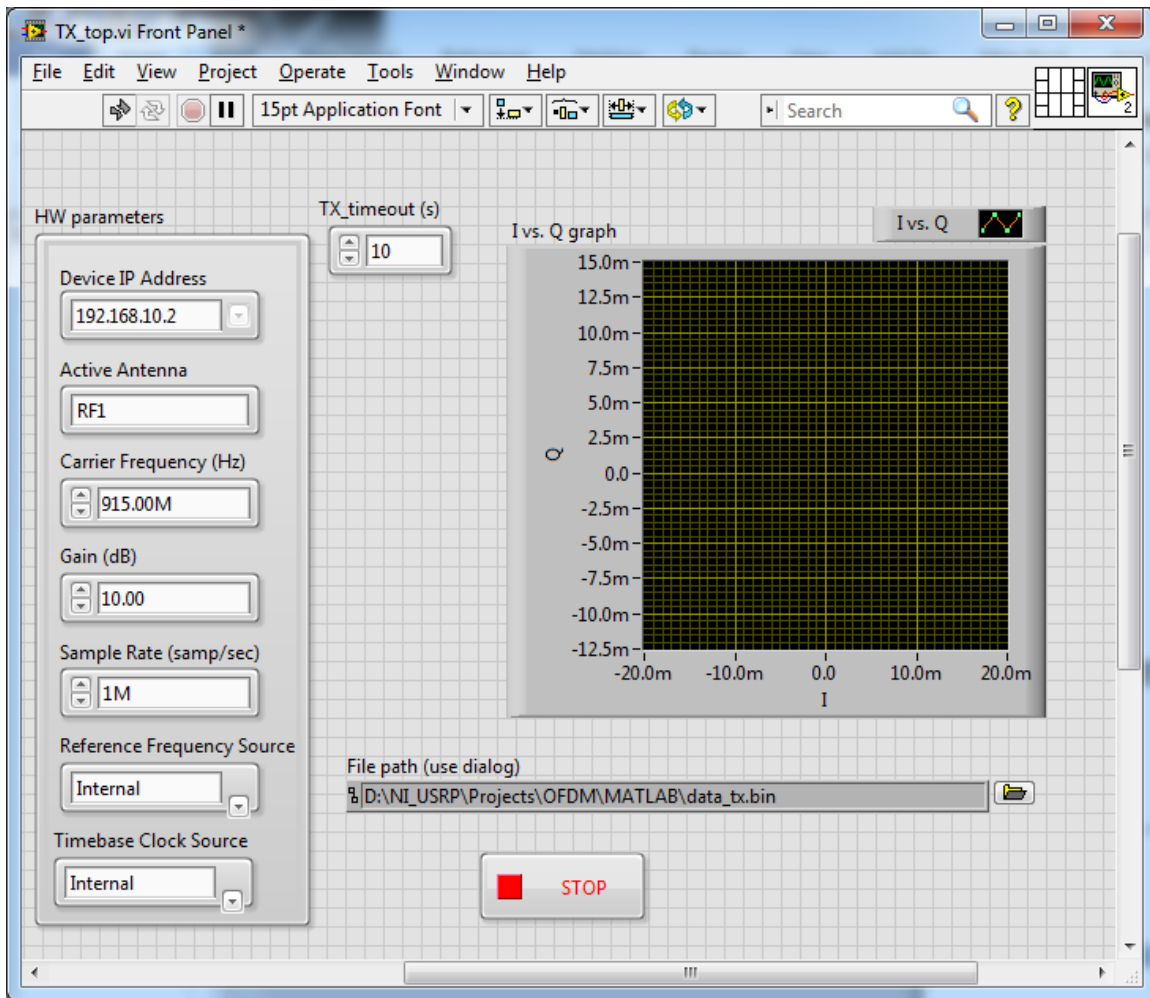 TX_top.vi Front Panel *
File Edit View Project Operate Tools Window Help
15pt Application Font
Search
2
HW parameters
Device IP Address
192.168.10.2
Active Antenna
RF1
Carrier Frequency (Hz)
915.00M
Gain (dB)
10.00
Sample Rate (samp/sec)
1M
Reference Frequency Source
Internal
Timebase Clock Source
Internal
TX_timeout (s)
10
I vs. Q graph
I vs. Q
15.0m
12.5m
10.0m
7.5m
5.0m
2.5m
0.0
-2.5m
-5.0m
-7.5m
-10.0m
-12.5m
Q
-20.0m -10.0m 0.0 10.0m 20.0m
I
File path (use dialog)
D:\NI_USRP\Projects\OFDM\MATLAB\data_tx.bin
STOP